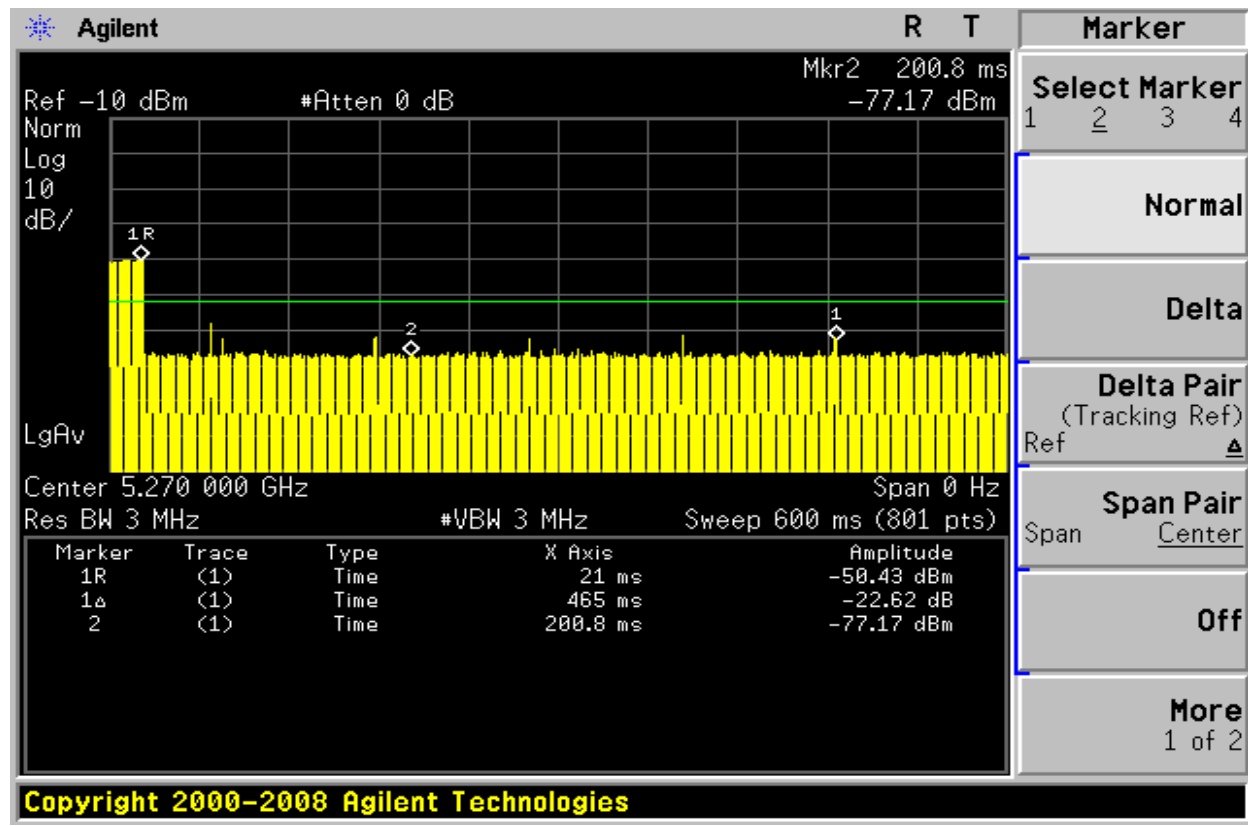 Agilent R T
Mkr2 200.8 ms
Ref -10 dBm #Atten 0 dB -77.17 dBm
Norm
Log
10
dB/
1R
2
1
LgAv
Center 5.270 000 GHz Span 0 Hz
Res BW 3 MHz #VBW 3 MHz Sweep 600 ms (801 pts)
Marker Trace Type X Axis Amplitude
1R (1) Time 21 ms -50.43 dBm
1Δ (1) Time 465 ms -22.62 dB
2 (1) Time 200.8 ms -77.17 dBm
Marker
Select Marker
1 2 3 4
Normal
Delta
Delta Pair
(Tracking Ref)
Ref Δ
Span Pair
Span Center
Off
More
1 of 2
Copyright 2000-2008 Agilent Technologies